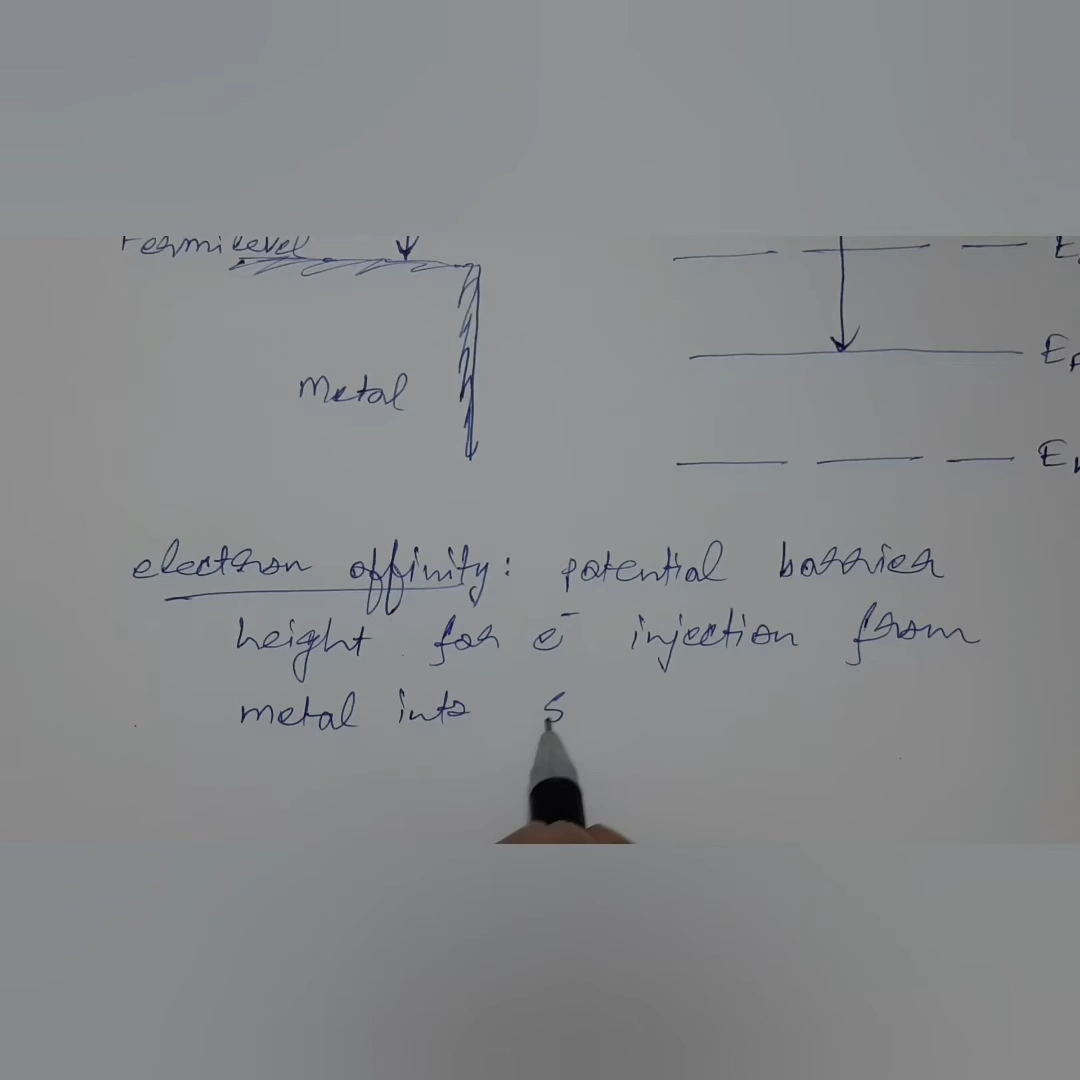 Fermi level
Metal
electron affinity: potential barrier
height for e⁻ injection from
metal into S